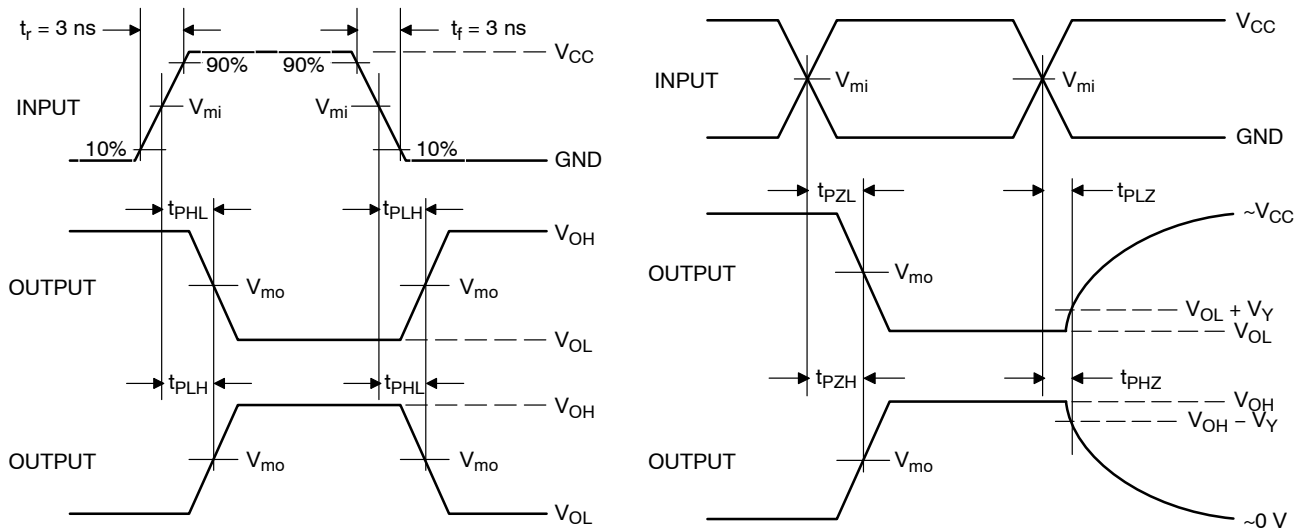 tr = 3 ns
tf = 3 ns
VCC
90%
90%
INPUT
Vmi
Vmi
10%
10%
GND
tPHL
tPLH
VOH
OUTPUT
Vmo
Vmo
VOL
tPLH
tPHL
VOH
OUTPUT
Vmo
Vmo
VOL
VCC
INPUT
Vmi
Vmi
GND
tPZL
tPLZ
~VCC
OUTPUT
Vmo
VOL + VY
VOL
tPZH
tPHZ
VOH
VOH − VY
OUTPUT
Vmo
~0 V